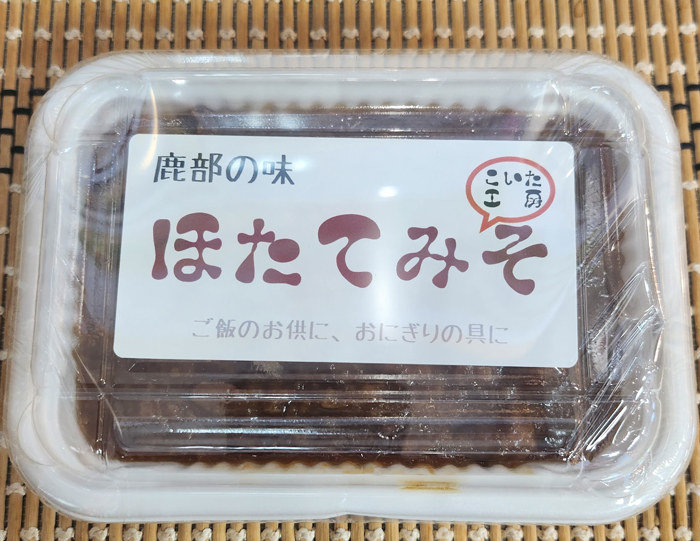 鹿部の味
こいた
工房
ほたてみそ
ご飯のお供に、おにぎりの具に